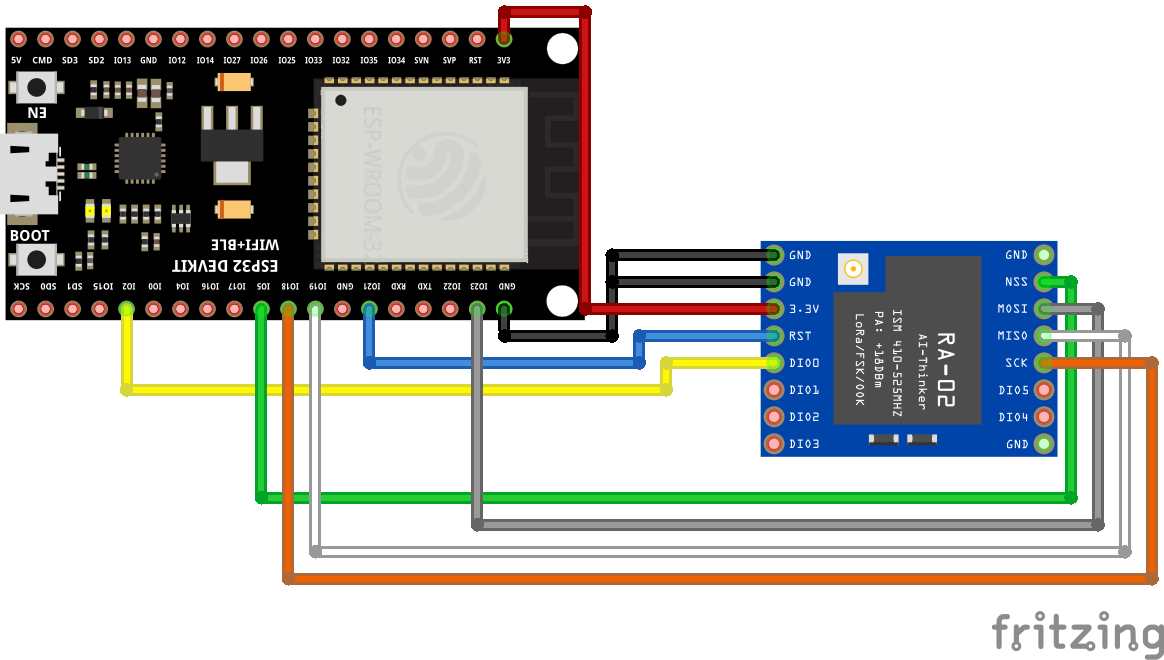 5V CMD SD3 SD2 IO13 GND IO12 IO14 IO27 IO26 IO25 IO33 IO32 IO35 IO34 SVN SVP RST 3V3
EN
ESP-WROOM-32
BOOT
WIFI+BLE
ESP32 DEVKIT
SCK SD0 SD1 IO15 IO2 IO0 IO4 IO16 IO17 IO5 IO18 IO19 GND IO21 RXD TXD IO22 IO23 GND
GND
GND
3.3V
RST
DIO0
DIO1
DIO2
DIO3
RA-02
AI-Thinker
ISM 410-525MHZ
PA: +18DBm
LoRa/FSK/OOK
GND
NSS
MOSI
MISO
SCK
DIO5
DIO4
GND
fritzing